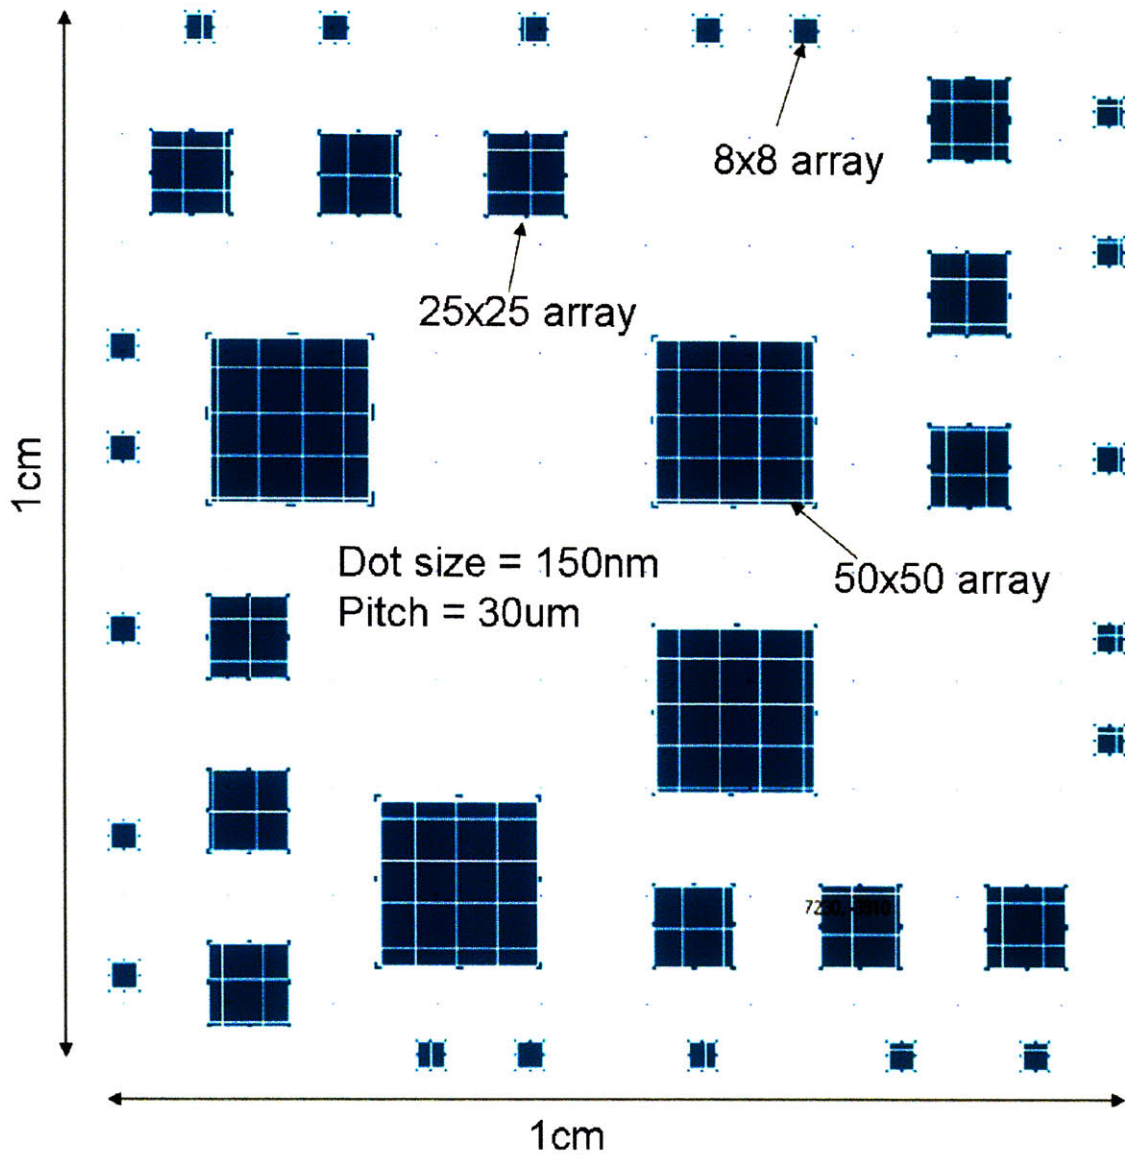 8x8 array
25x25 array
1cm
Dot size = 150nm
Pitch = 30um
50x50 array
1cm